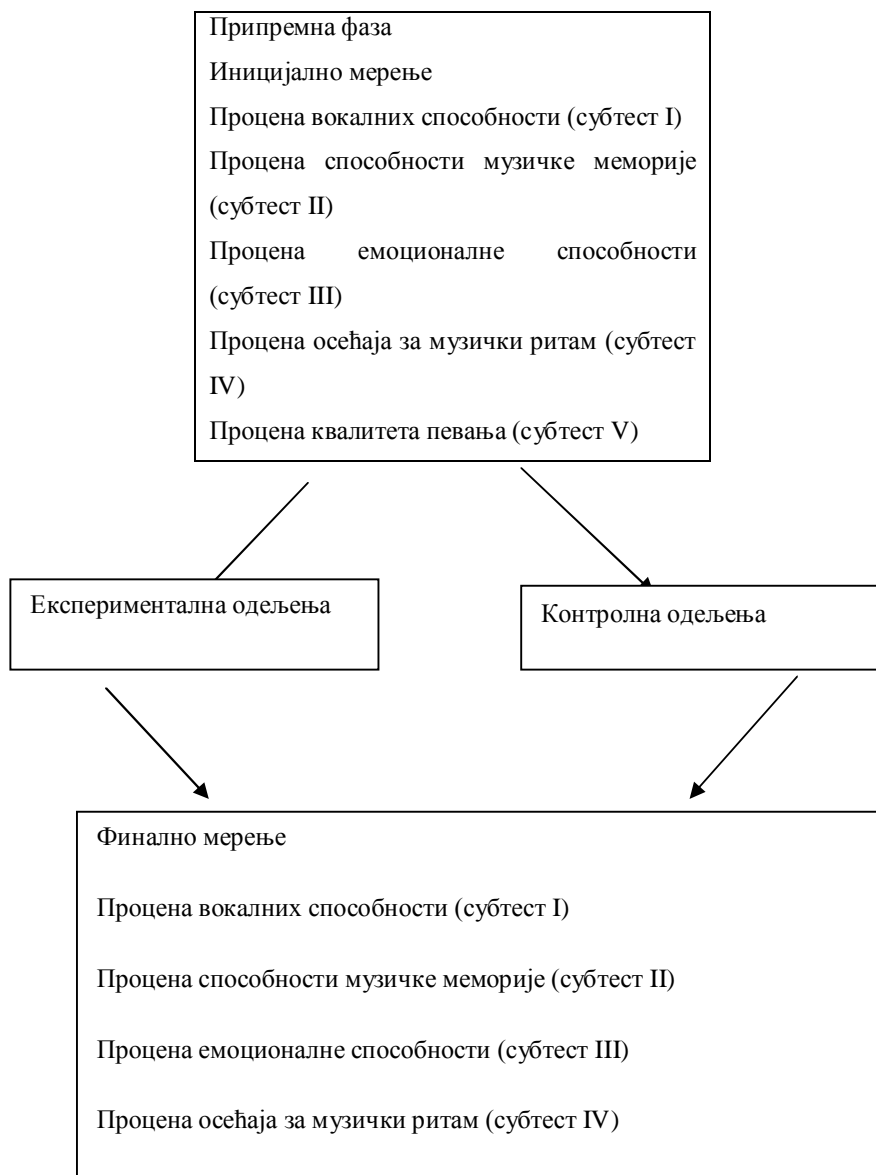 Припремна фаза
Иницијално мерење
Процена вокалних способности (субтест I)
Процена способности музичке меморије
(субтест II)
Процена емоционалне способности
(субтест III)
Процена осећаја за музички ритам (субтест
IV)
Процена квалитета певања (субтест V)
Експериментална одељења
Контролна одељења
Финално мерење
Процена вокалних способности (субтест I)
Процена способности музичке меморије (субтест II)
Процена емоционалне способности (субтест III)
Процена осећаја за музички ритам (субтест IV)